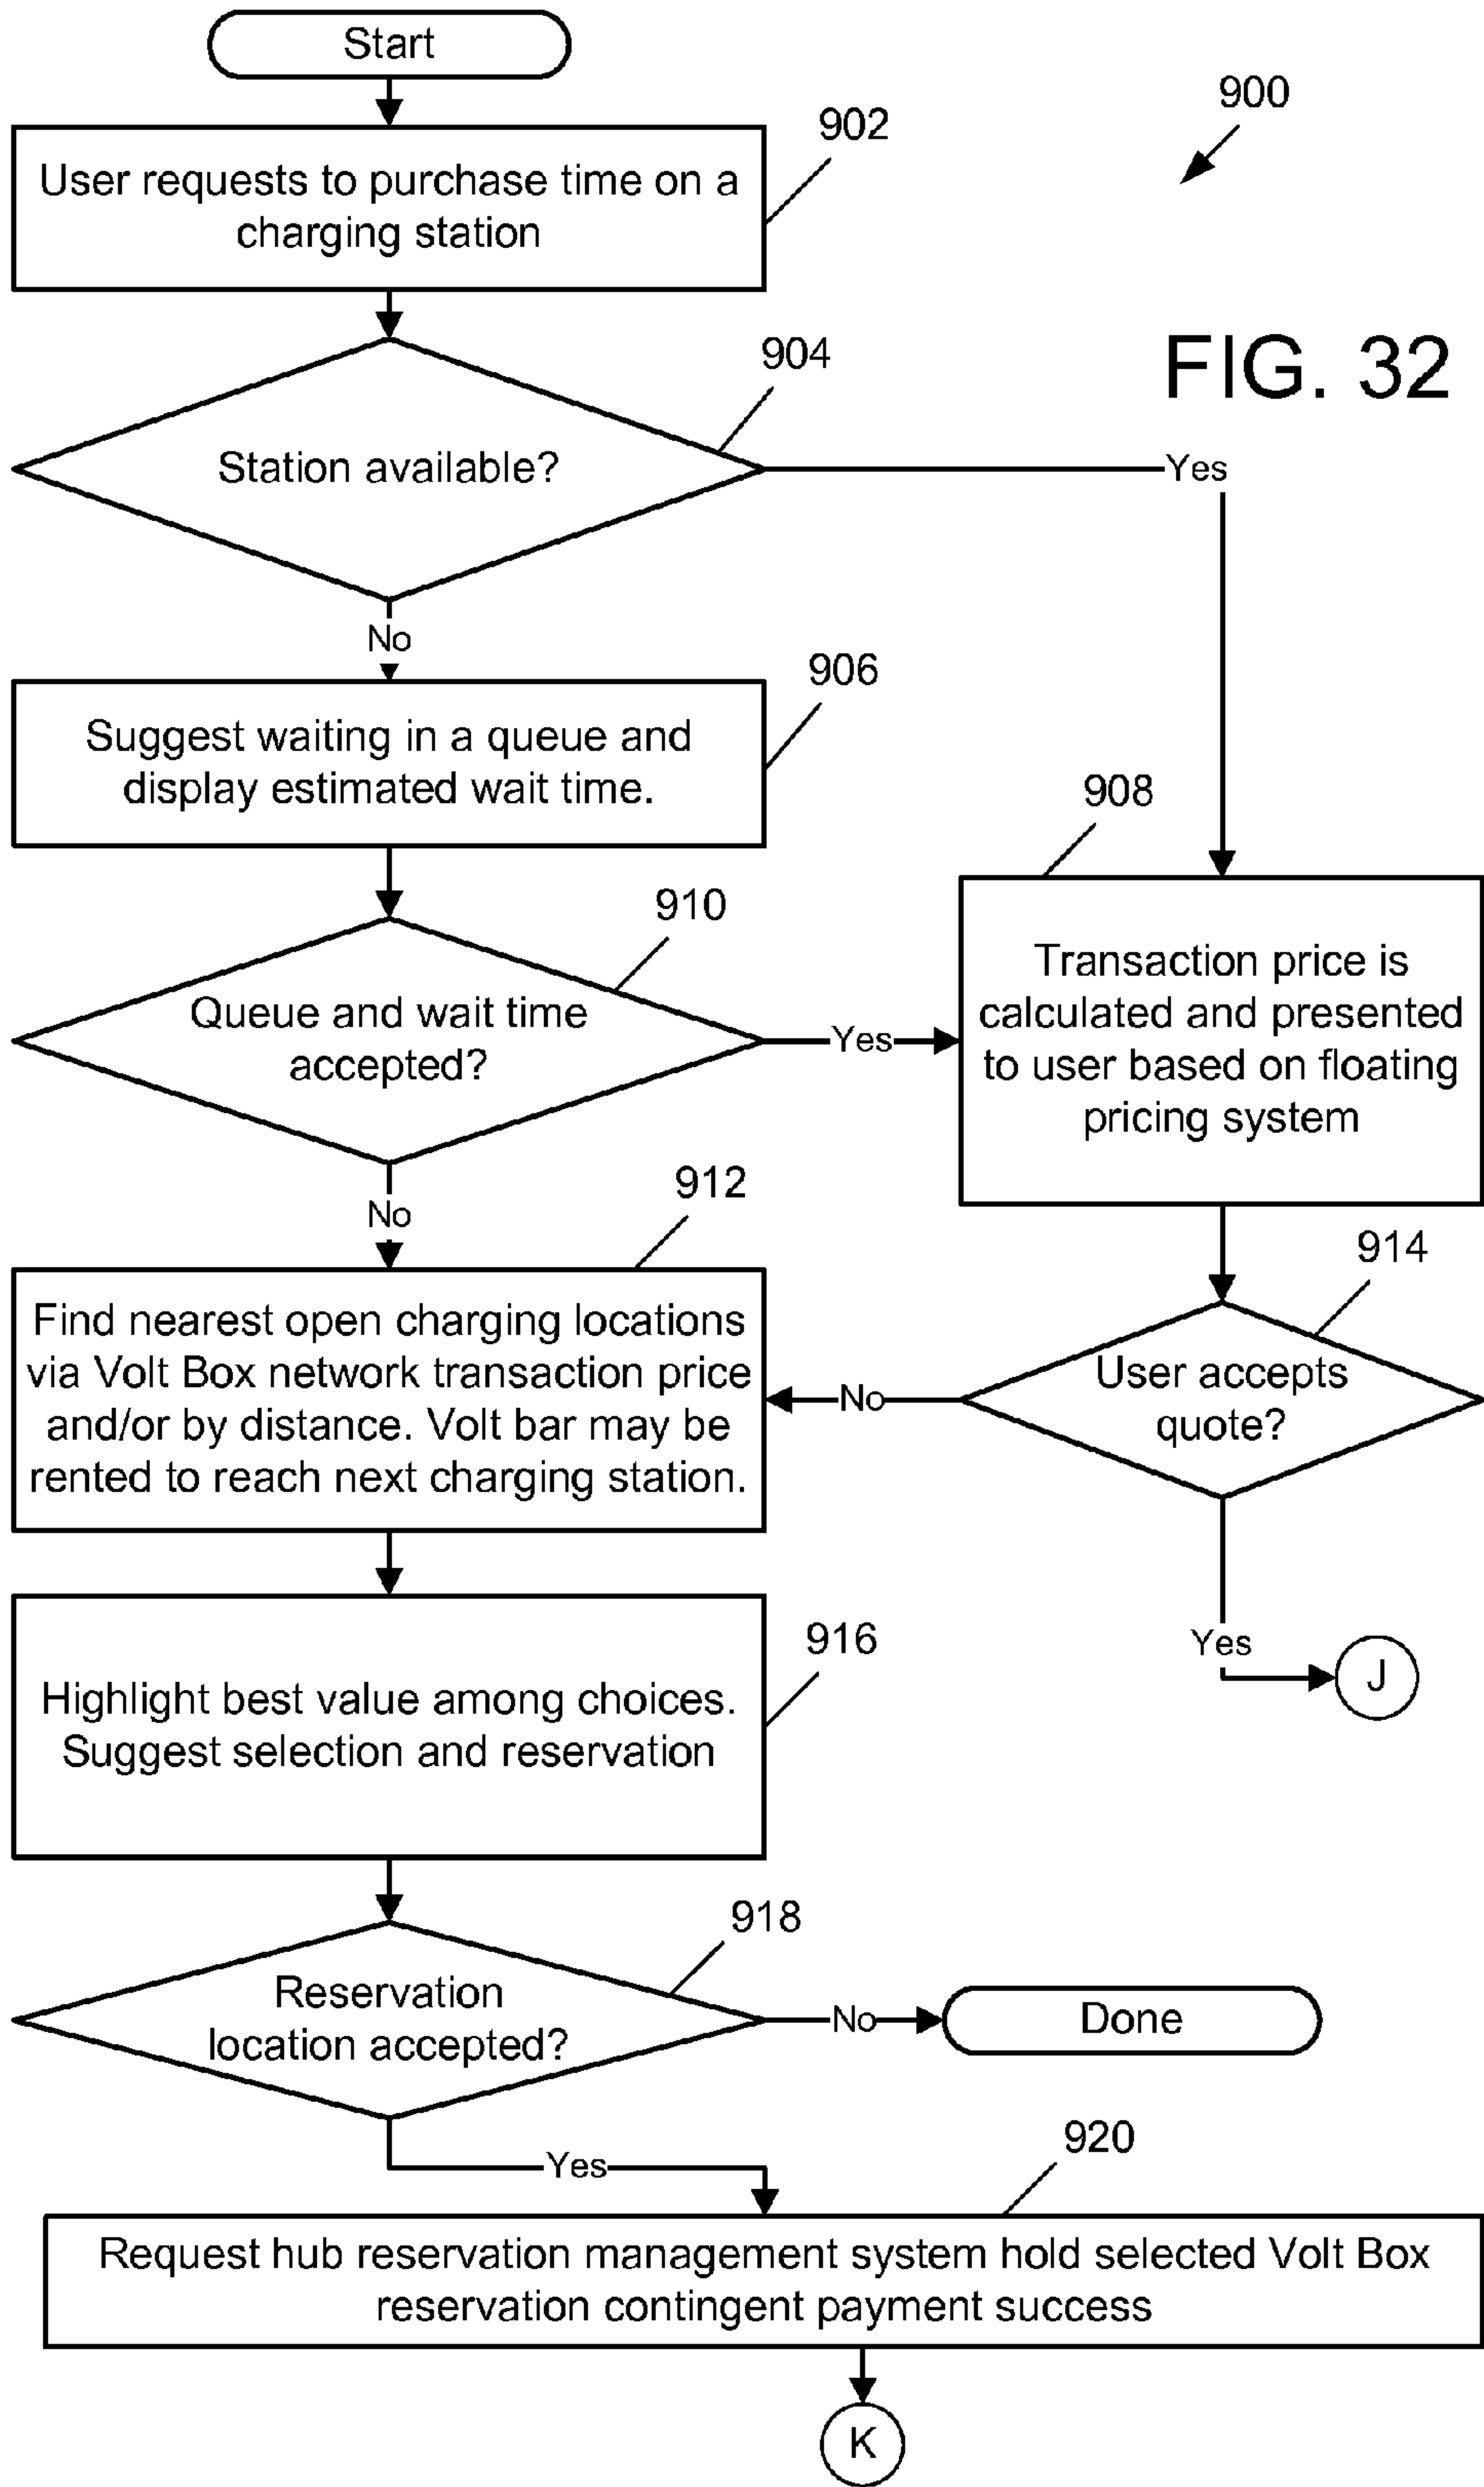 Start
900
902
User requests to purchase time on a
charging station
FIG. 32
904
Station available?
Yes
No
906
Suggest waiting in a queue and
display estimated wait time.
908
Transaction price is
calculated and presented
to user based on floating
pricing system
910
Queue and wait time
accepted?
Yes
No
912
Find nearest open charging locations
via Volt Box network transaction price
and/or by distance. Volt bar may be
rented to reach next charging station.
914
User accepts
quote?
No
Yes
J
916
Highlight best value among choices.
Suggest selection and reservation
918
Reservation
location accepted?
No
Done
Yes
920
Request hub reservation management system hold selected Volt Box
reservation contingent payment success
K